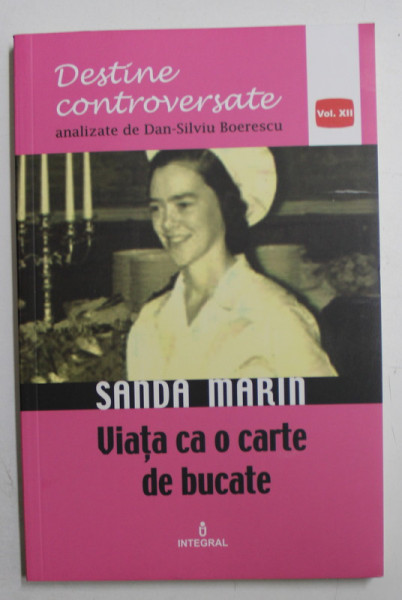 Destine
controversate
analizate de Dan-Silviu Boerescu
Vol. XII
SANDA MARIN
Viața ca o carte
de bucate
INTEGRAL